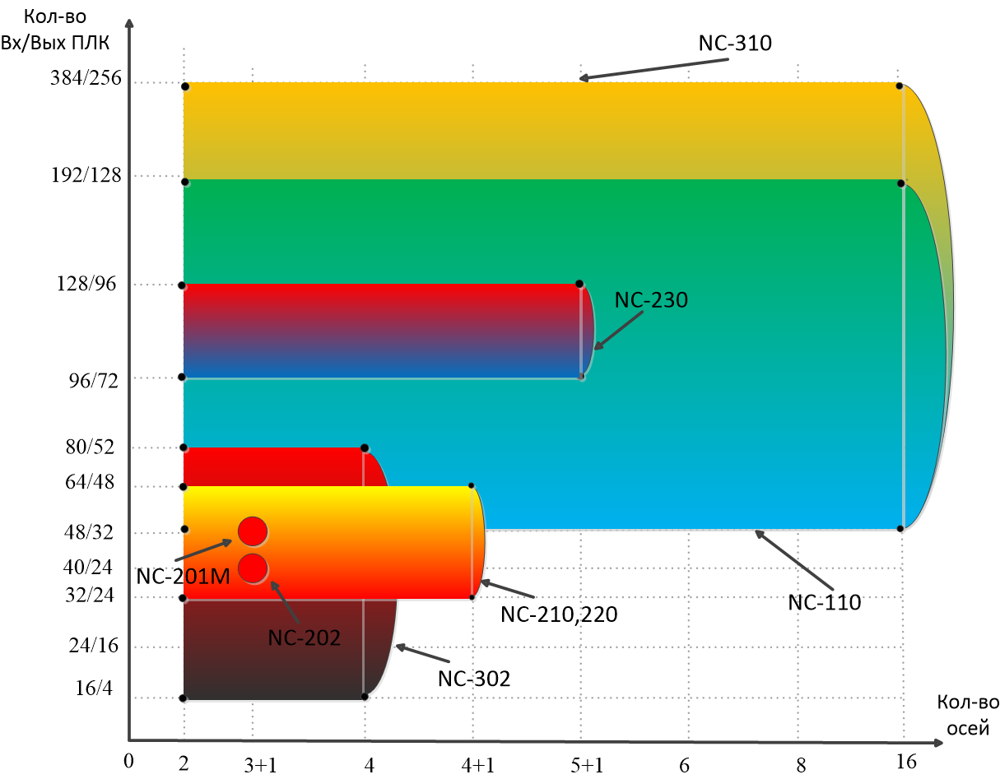 Кол-во
Вх/Вых ПЛК
NC-310
384/256
192/128
128/96
NC-230
96/72
80/52
64/48
48/32
40/24
NC-201M
32/24
NC-110
NC-210,220
NC-202
24/16
NC-302
16/4
Кол-во
осей
0
2
3+1
4
4+1
5+1
6
8
16